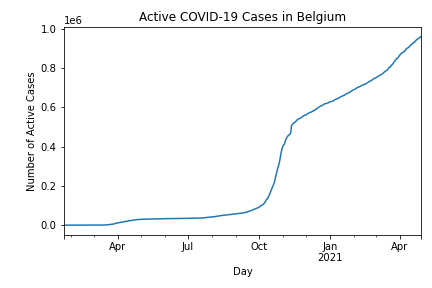 Active COVID-19 Cases in Belgium
1e6
1.0
0.8
0.6
0.4
0.2
0.0
Number of Active Cases
Apr
Jul
Oct
Jan
2021
Apr
Day